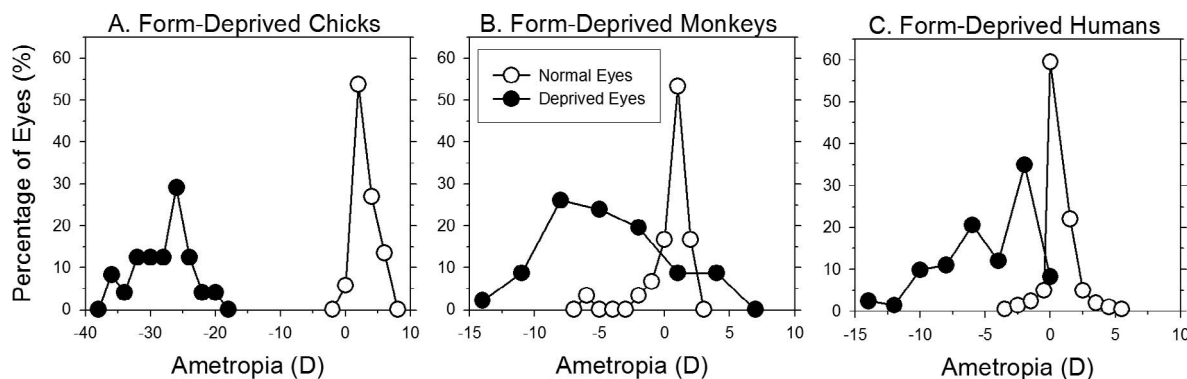 A. Form-Deprived Chicks
B. Form-Deprived Monkeys
C. Form-Deprived Humans
Percentage of Eyes (%)
60
50
40
30
20
10
0
-40 -30 -20 -10 0 10
Ametropia (D)
60
50
40
30
20
10
0
Normal Eyes
Deprived Eyes
-15 -10 -5 0 5 10
Ametropia (D)
60
50
40
30
20
10
0
-15 -10 -5 0 5 10
Ametropia (D)